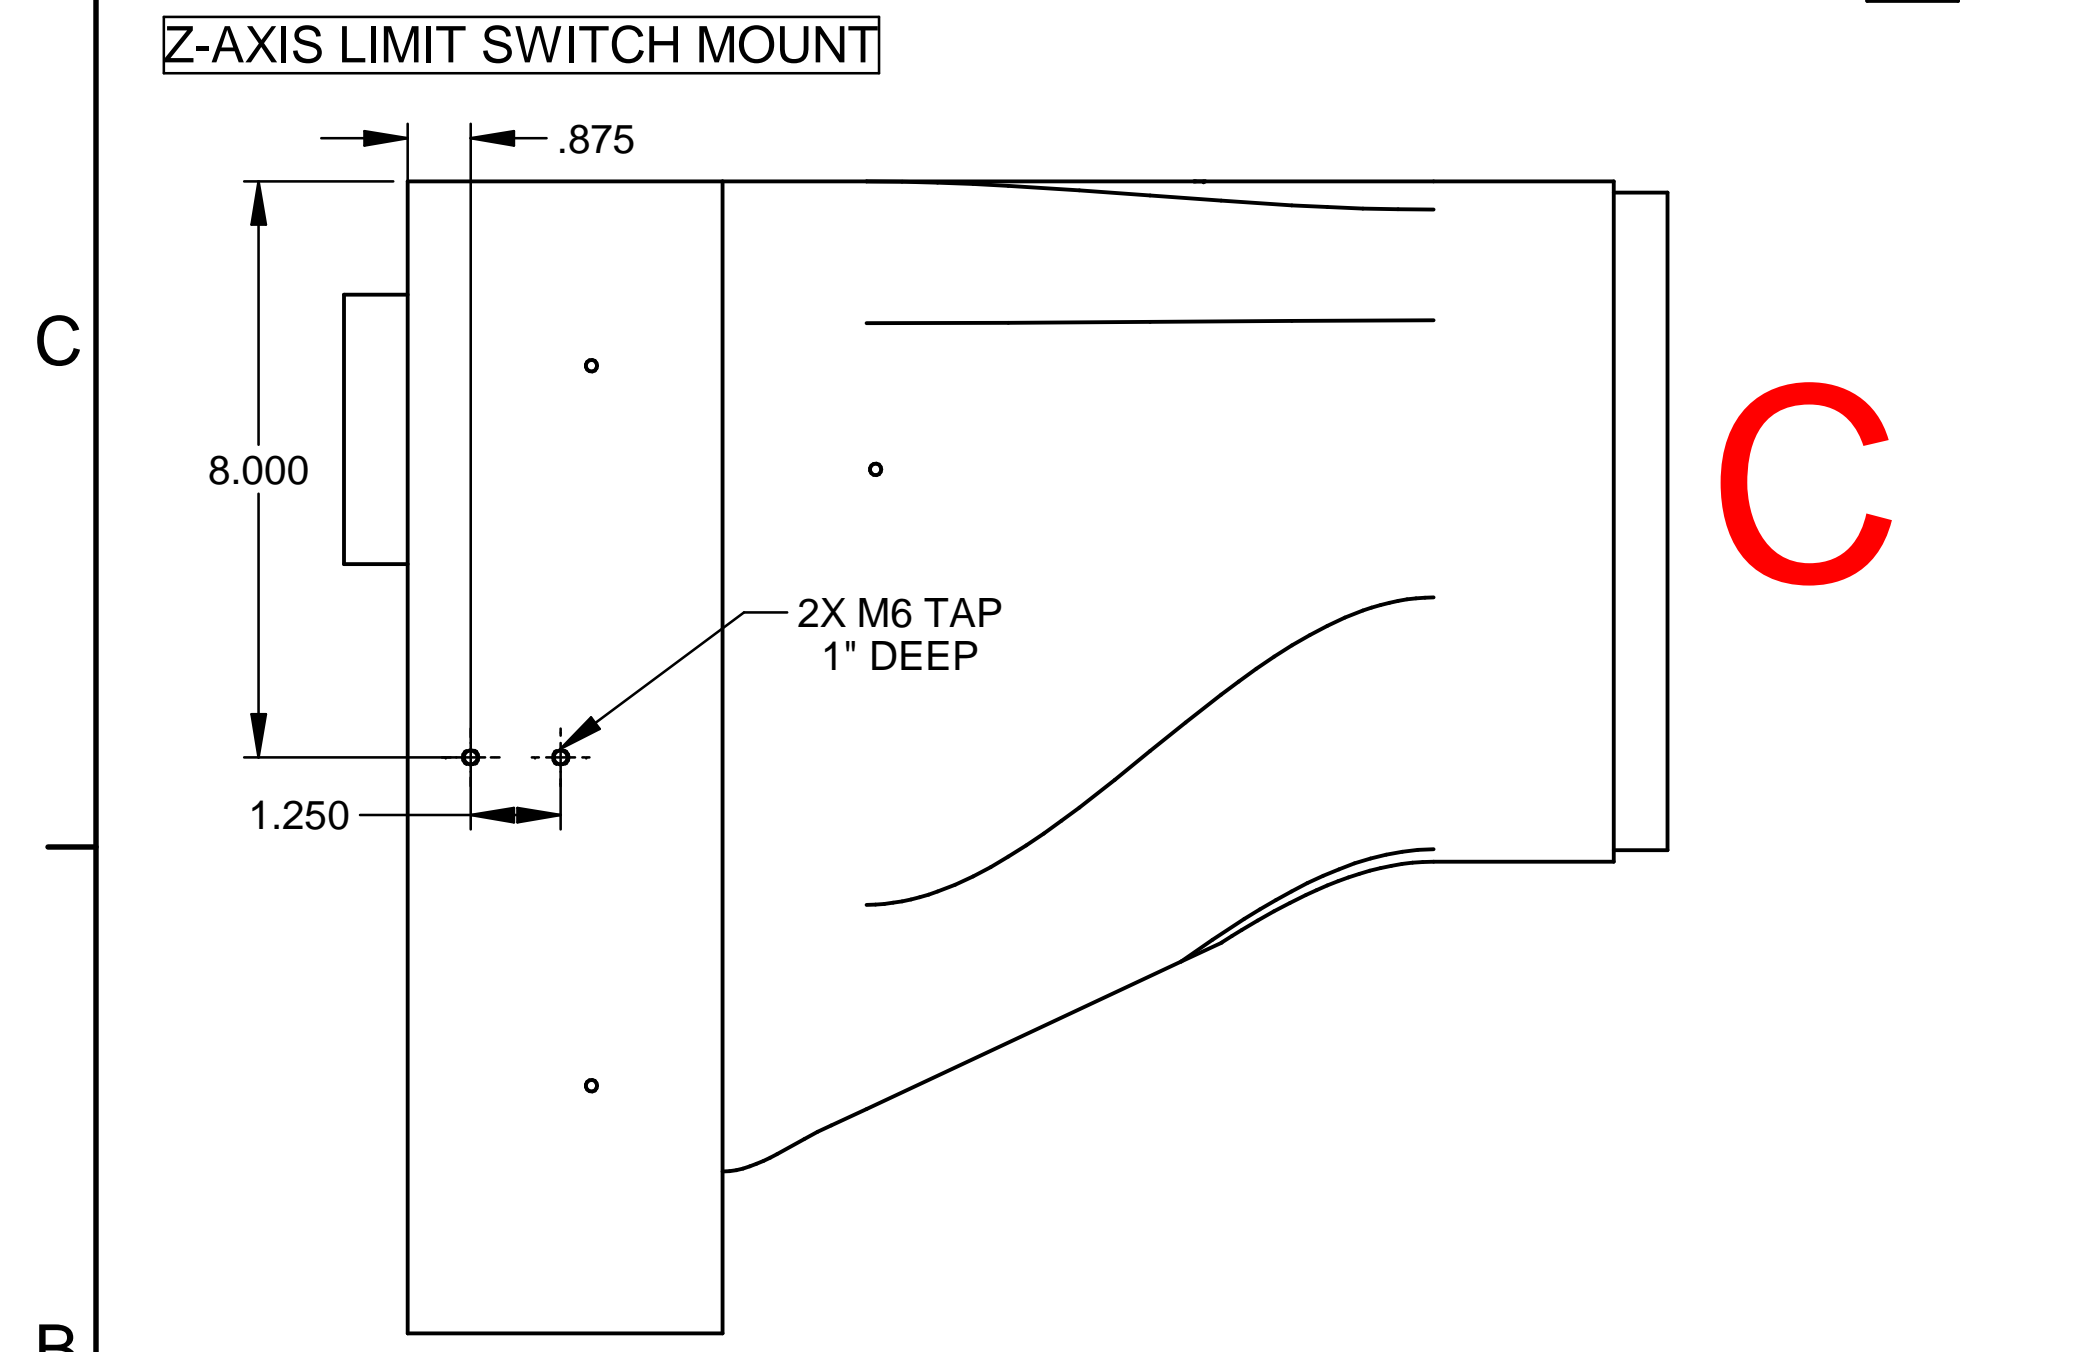 Z-AXIS LIMIT SWITCH MOUNT
.875
C
C
8.000
2X M6 TAP
1" DEEP
1.250
B